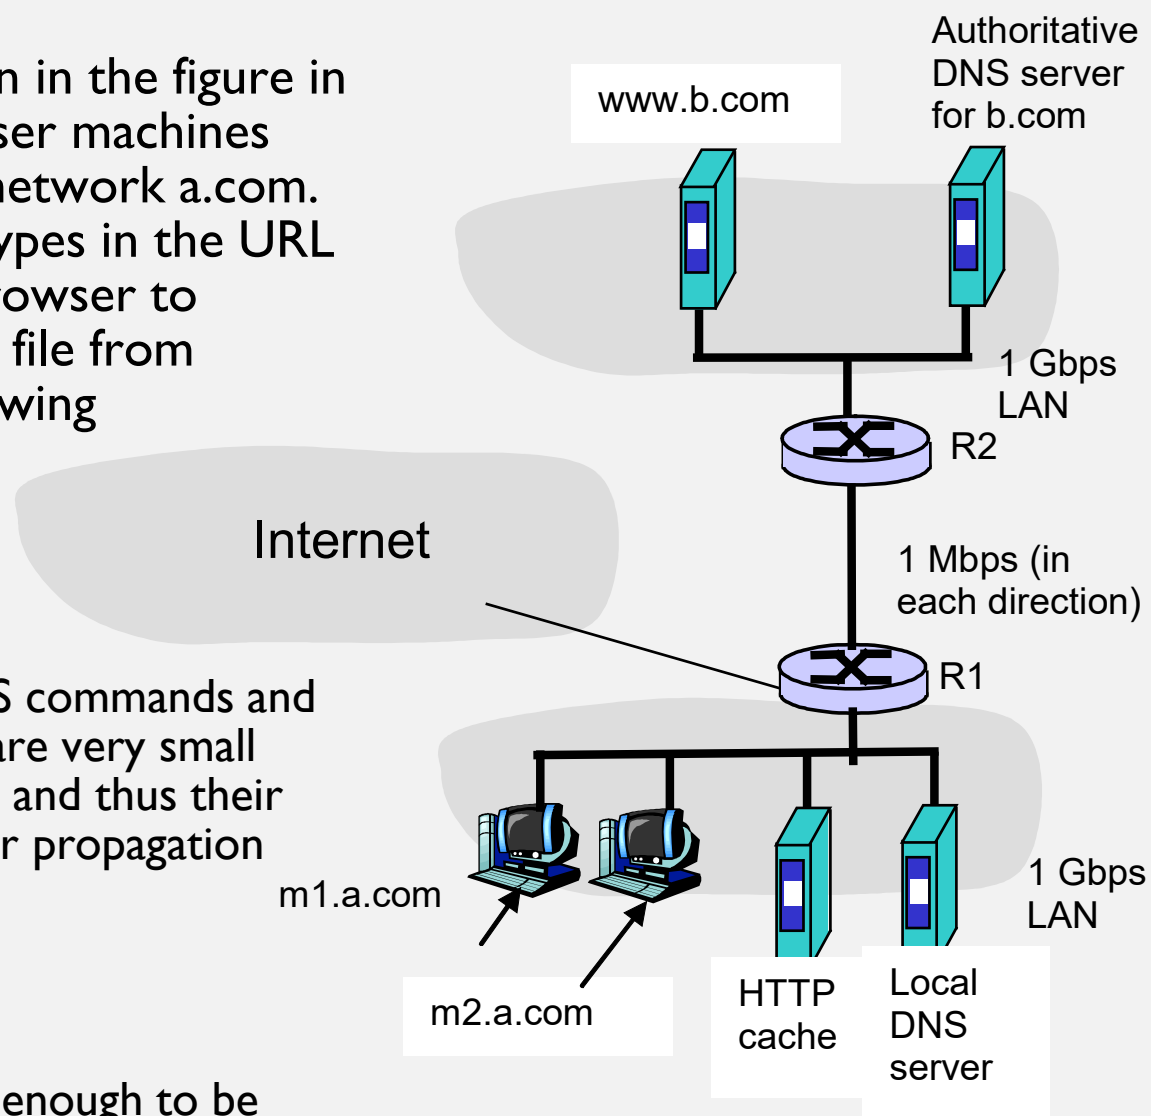 n in the figure in
ser machines
network a.com.
ypes in the URL
rowser to
file from
wing
S commands and
are very small
and thus their
r propagation
enough to be
www.b.com
Authoritative
DNS server
for b.com
1 Gbps
LAN
R2
Internet
1 Mbps (in
each direction)
R1
m1.a.com
m2.a.com
HTTP
cache
Local
DNS
server
1 Gbps
LAN